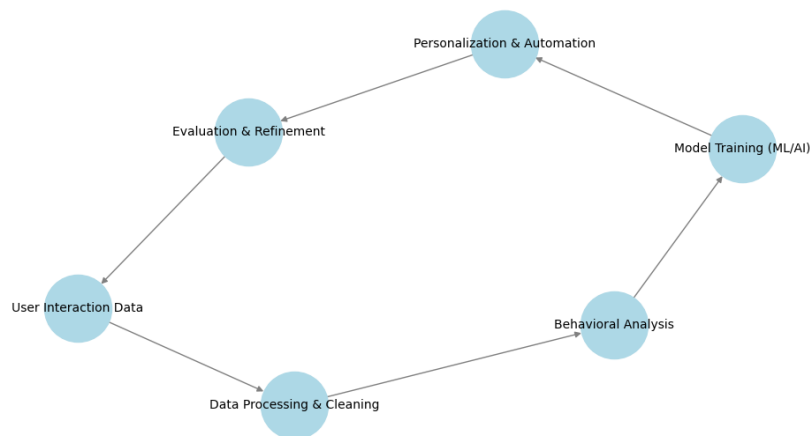 Personalization & Automation
Evaluation & Refinement
Model Training (ML/AI)
User Interaction Data
Behavioral Analysis
Data Processing & Cleaning